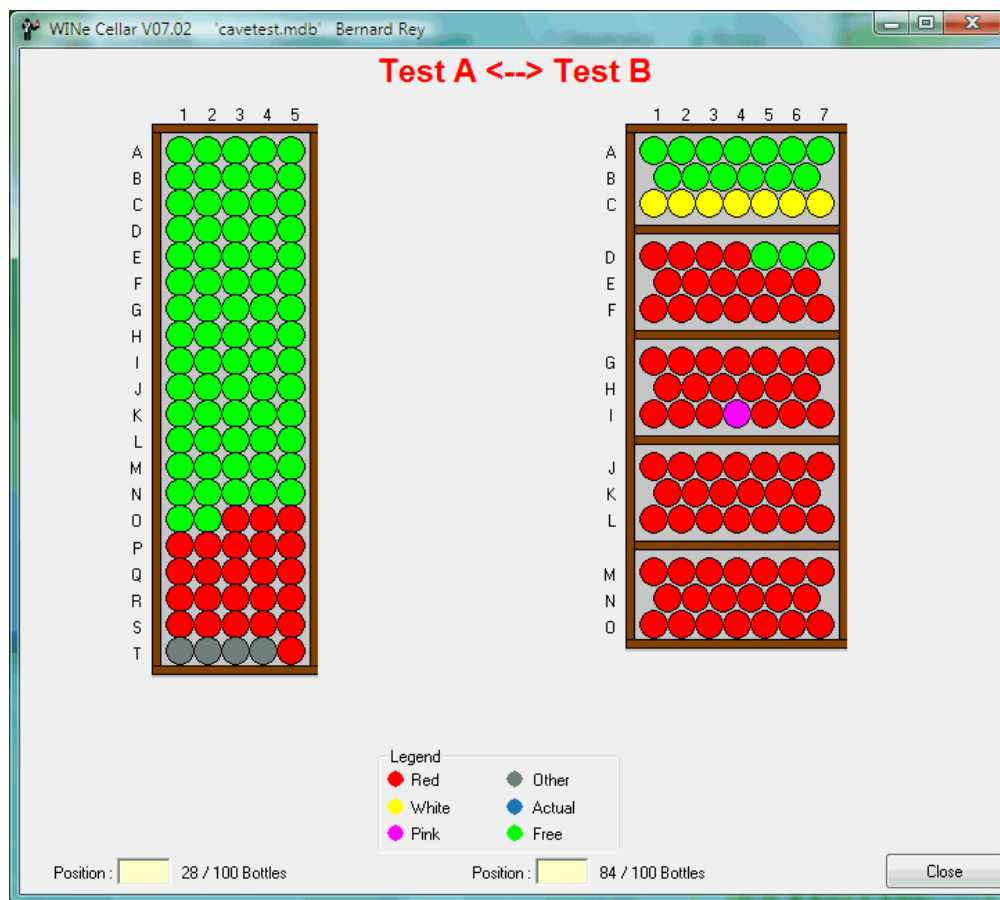 WINe Cellar V07.02 'cavetest.mdb' Bernard Rey
Test A <--> Test B
1 2 3 4 5
A
B
C
D
E
F
G
H
I
J
K
L
M
N
O
P
Q
R
S
T
1 2 3 4 5 6 7
A
B
C
D
E
F
G
H
I
J
K
L
M
N
O
Legend
Red Other
White Actual
Pink Free
Position : 28 / 100 Bottles Position : 84 / 100 Bottles Close